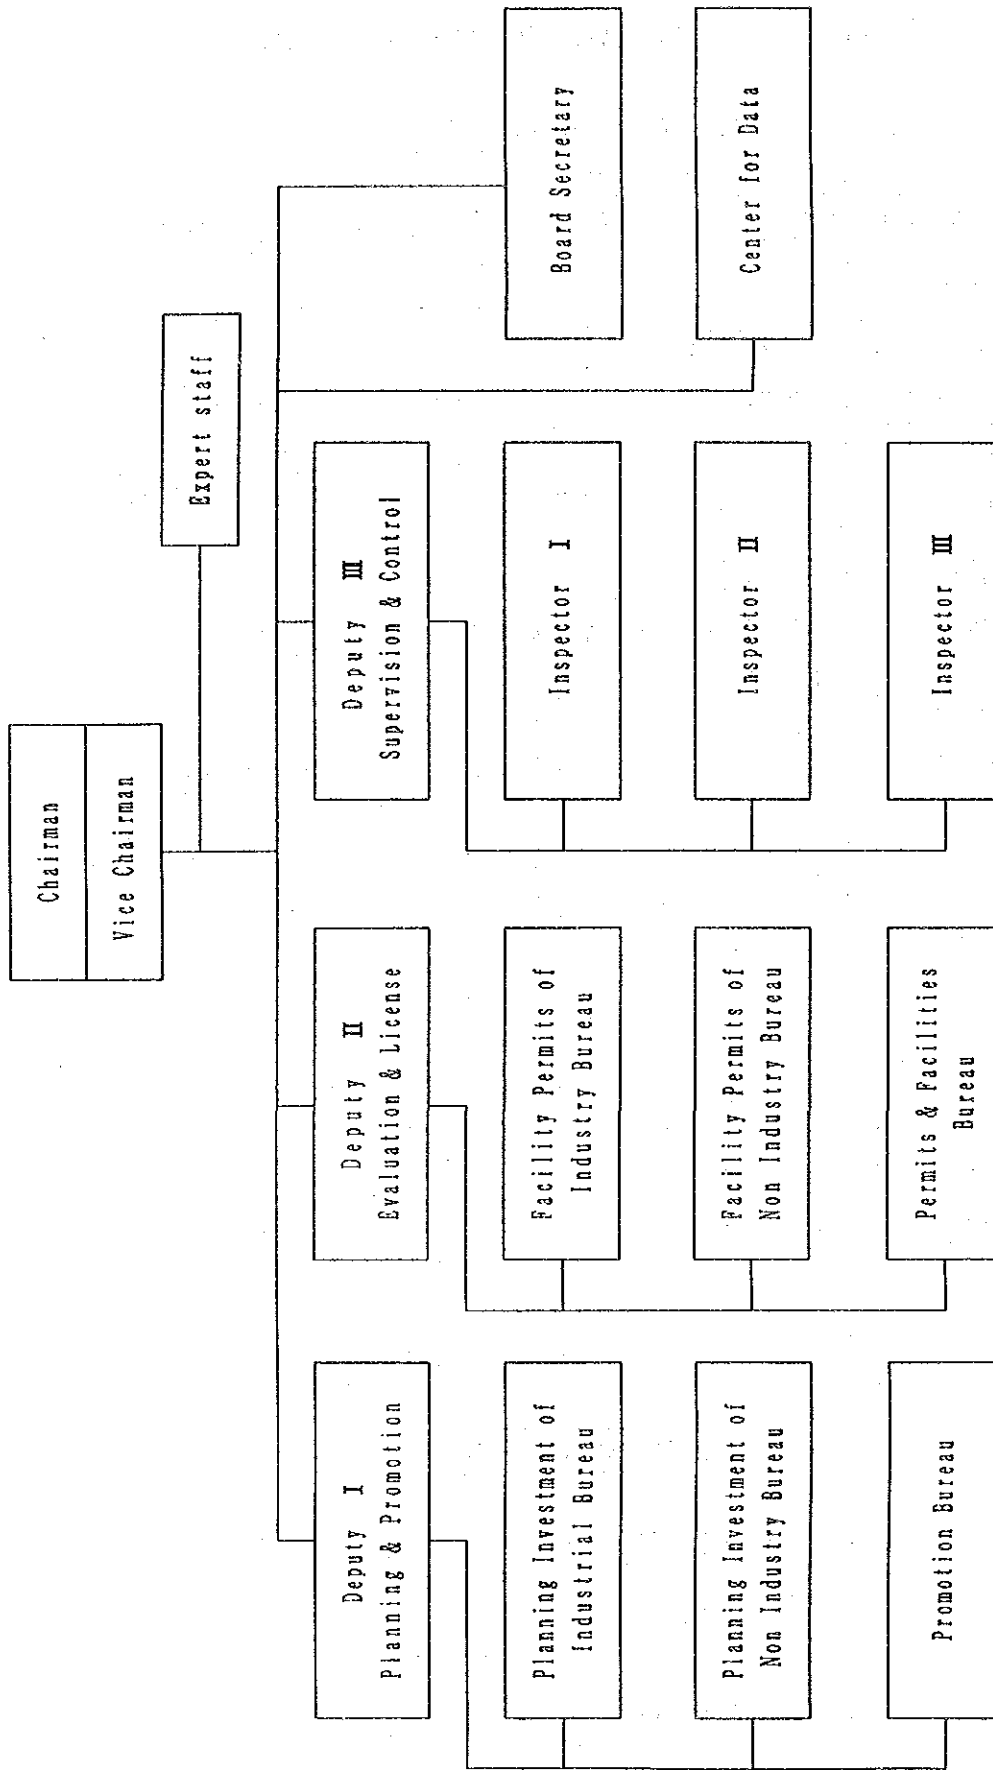 Chairman
Vice Chairman
Expert staff
Deputy I
Planning & Promotion
Deputy II
Evaluation & License
Deputy III
Supervision & Control
Planning Investment of
Industrial Bureau
Facility Permits of
Industry Bureau
Inspector I
Board Secretary
Planning Investment of
Non Industry Bureau
Facility Permits of
Non Industry Bureau
Inspector II
Center for Data
Promotion Bureau
Permits & Facilities
Bureau
Inspector III